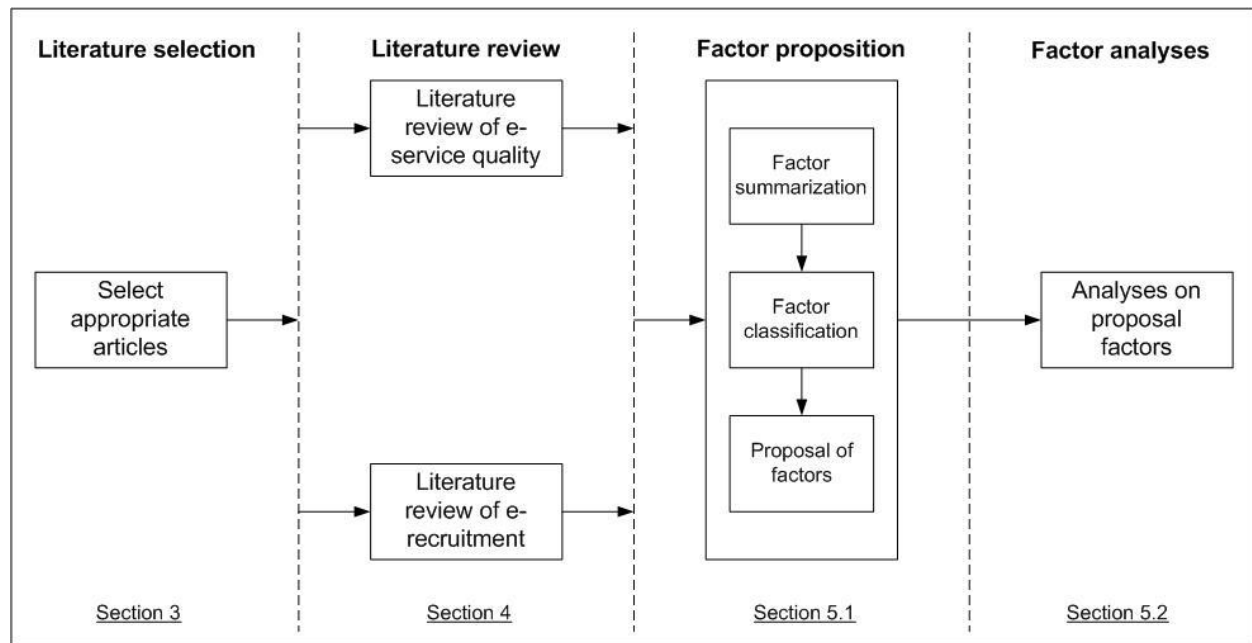 Literature selection
Literature review
Factor proposition
Factor analyses
Literature
review of e-
service quality
Factor
summarization
Select
appropriate
articles
Factor
classification
Analyses on
proposal
factors
Literature
review of e-
recruitment
Proposal of
factors
Section 3
Section 4
Section 5.1
Section 5.2